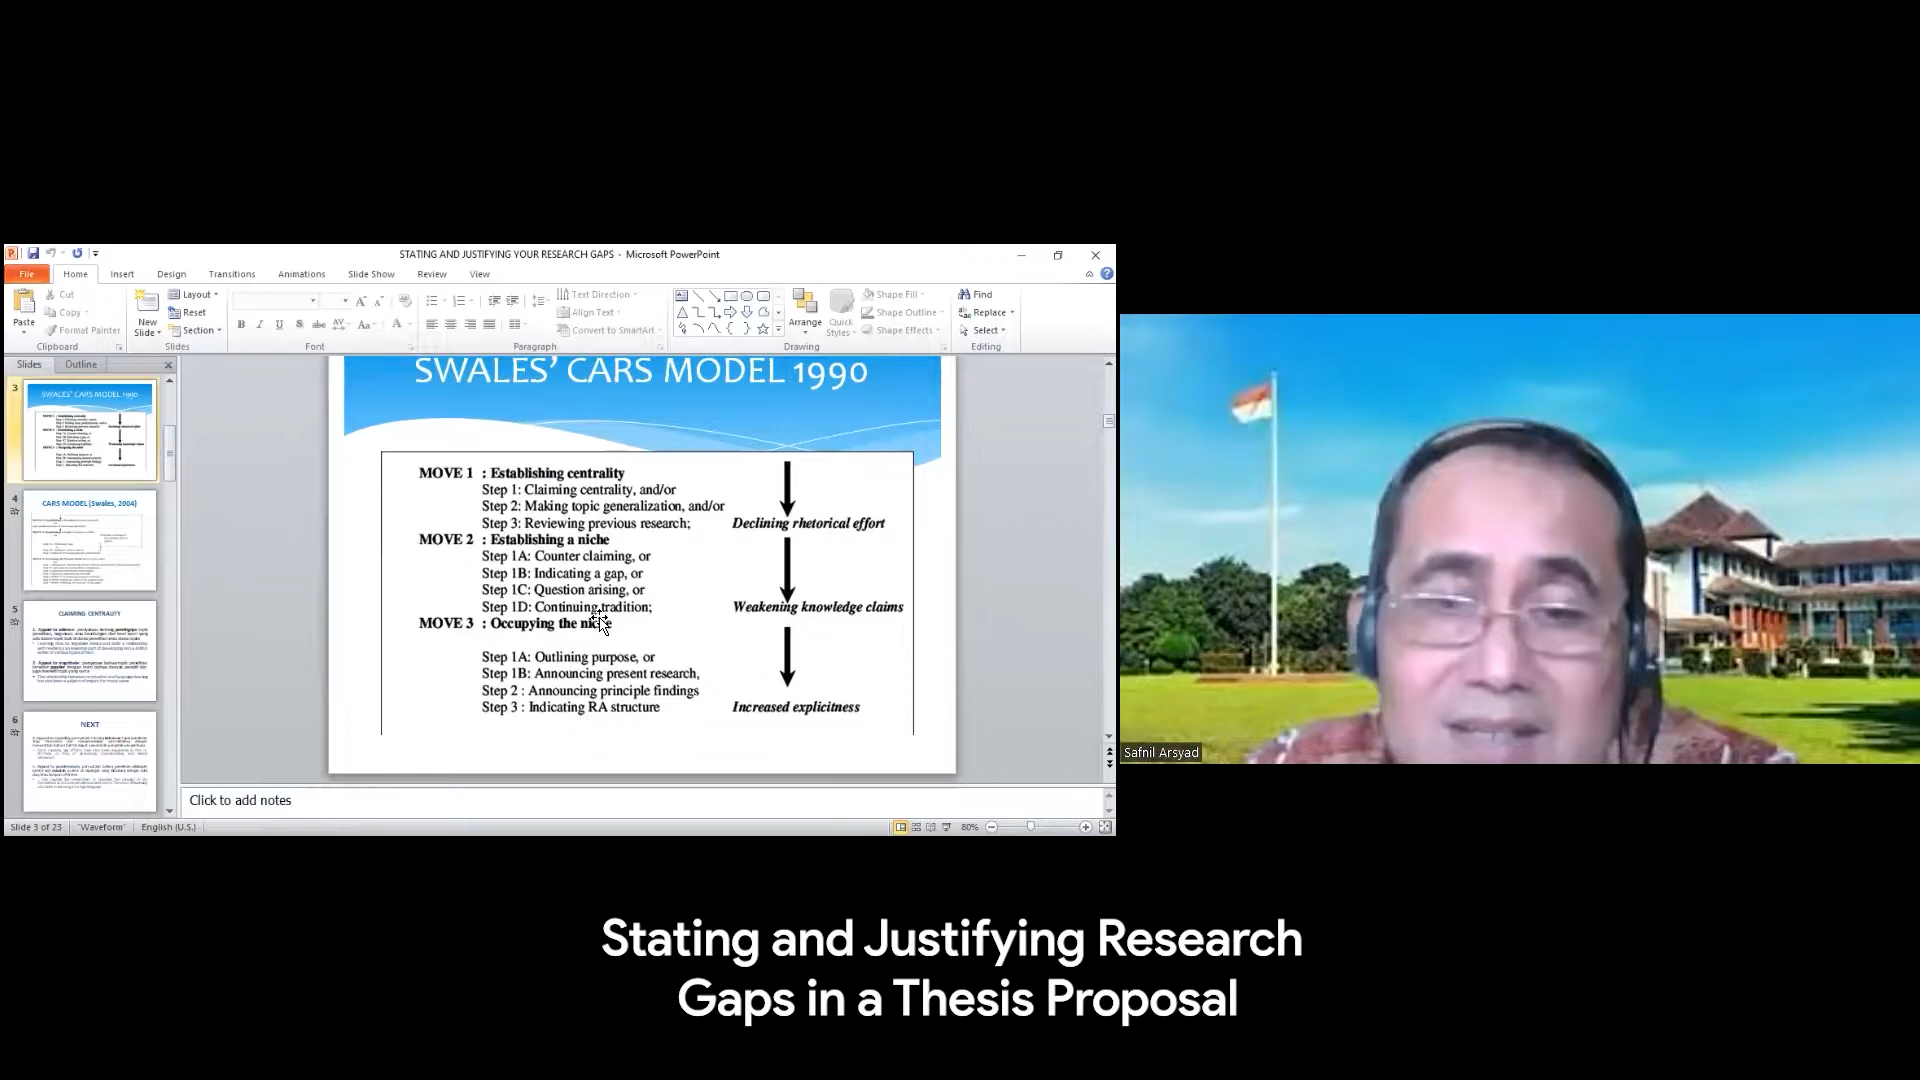 STATING AND JUSTIFYING YOUR RESEARCH GAPS - Microsoft PowerPoint
File Home Insert Design Transitions Animations Slide Show Review View
Paste
Cut
Copy
Format Painter
Clipboard
New
Slide
Layout
Reset
Section
Slides
Font
Text Direction
Align Text
Convert to SmartArt
Paragraph
Arrange
Quick
Styles
Shape Fill
Shape Outline
Shape Effects
Drawing
Find
Replace
Select
Editing
Slides Outline
3
SWALES' CARS MODEL 1990
4
CARS MODEL (Swales, 2004)
5
CLAIMING CENTRALITY
6
NEXT
SWALES' CARS MODEL 1990
MOVE 1 : Establishing centrality
Step 1: Claiming centrality, and/or
Step 2: Making topic generalization, and/or
Step 3: Reviewing previous research; Declining rhetorical effort
MOVE 2 : Establishing a niche
Step 1A: Counter claiming, or
Step 1B: Indicating a gap, or
Step 1C: Question arising, or
Step 1D: Continuing tradition; Weakening knowledge claims
MOVE 3 : Occupying the niche
Step 1A: Outlining purpose, or
Step 1B: Announcing present research,
Step 2 : Announcing principle findings
Step 3 : Indicating RA structure Increased explicitness
Click to add notes
Slide 3 of 23 "Waveform" English (U.S.) 80%
Safnil Arsyad
Stating and Justifying Research
Gaps in a Thesis Proposal